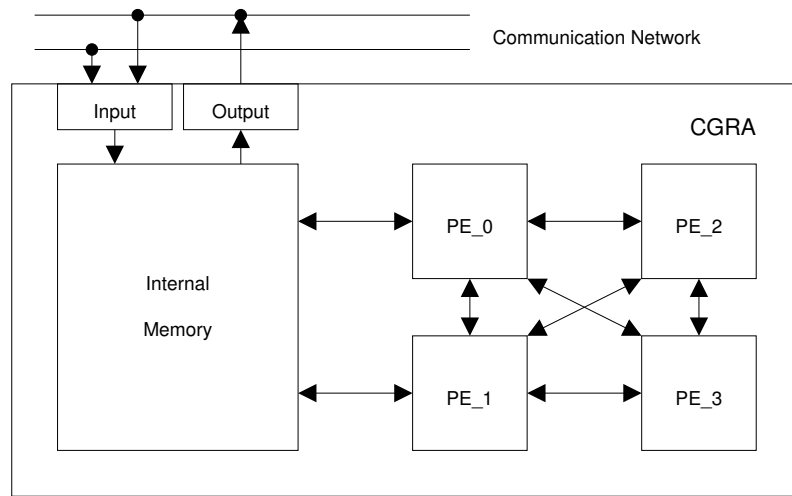 Communication Network
Input
Output
CGRA
PE_0
PE_2
Internal
Memory
PE_1
PE_3